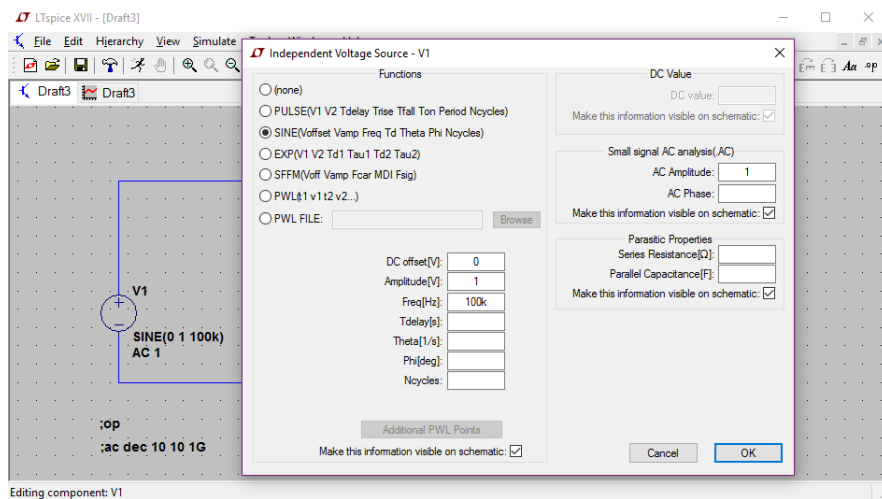 LTspice XVII - [Draft3]
File Edit Hierarchy View Simulate
Aa .op
Draft3 Draft3
Independent Voltage Source - V1
Functions
(none)
PULSE(V1 V2 Tdelay Trise Tfall Ton Period Ncycles)
SINE(Voffset Vamp Freq Td Theta Phi Ncycles)
EXP(V1 V2 Td1 Tau1 Td2 Tau2)
SFFM(Voff Vamp Fcar MDI Fsig)
PWL(t1 v1 t2 v2...)
PWL FILE: Browse
DC offset[V]: 0
Amplitude[V]: 1
Freq[Hz]: 100k
Tdelay[s]:
Theta[1/s]:
Phi[deg]:
Ncycles:
Additional PWL Points
Make this information visible on schematic:
DC Value
DC value:
Make this information visible on schematic:
Small signal AC analysis(.AC)
AC Amplitude: 1
AC Phase:
Make this information visible on schematic:
Parasitic Properties
Series Resistance[Ω]:
Parallel Capacitance[F]:
Make this information visible on schematic:
Cancel OK
V1
SINE(0 1 100k)
AC 1
;op
;ac dec 10 10 1G
Editing component: V1